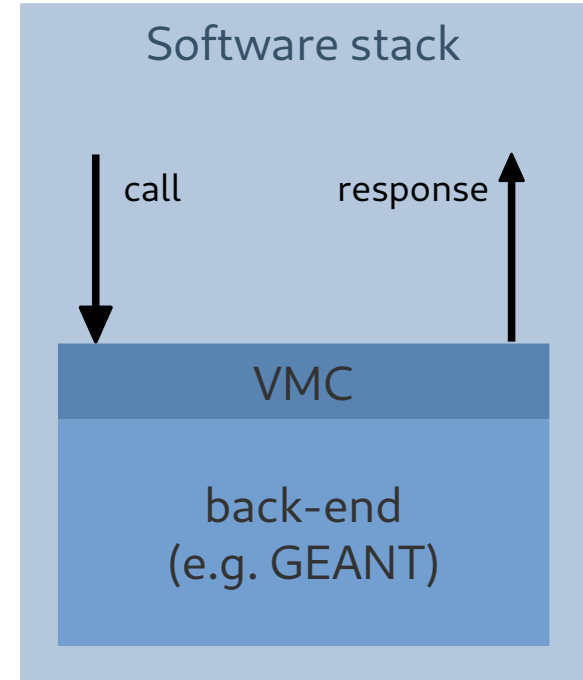 Software stack
call
response
VMC
back-end
(e.g. GEANT)